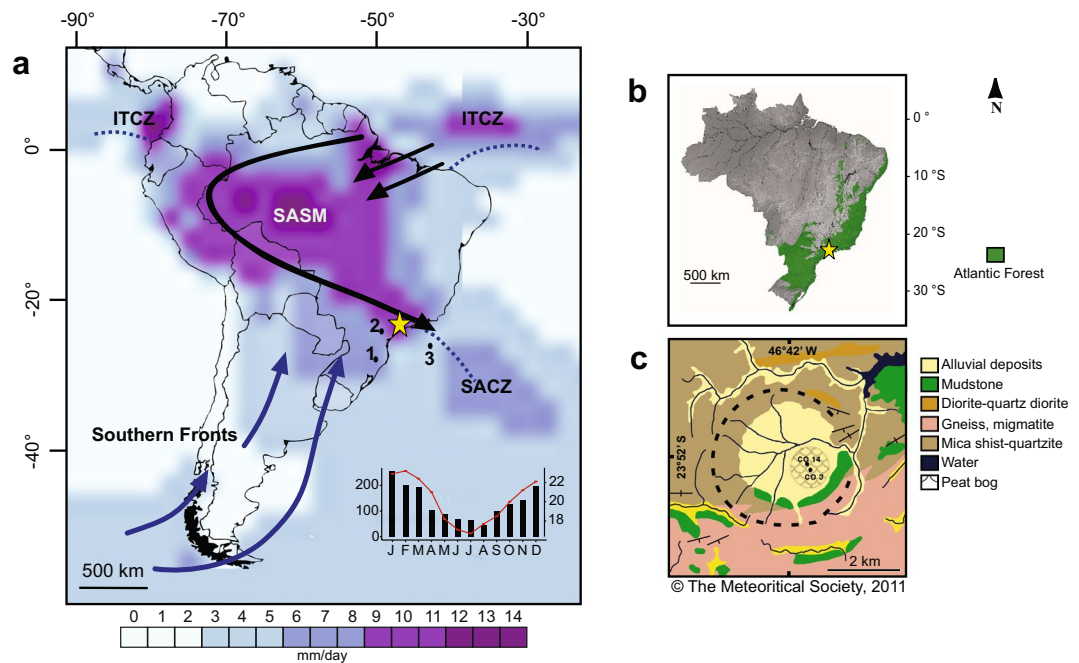 -90° -70° -50° -30°
a
ITCZ ITCZ
0°
SASM
-20°
2
1 3
SACZ
Southern Fronts
-40°
200
100
0
22
20
18
J F M A M J J A S O N D
500 km
0 1 2 3 4 5 6 7 8 9 10 11 12 13 14
mm/day
b
N
0 °
10 °S
20 °S
30 °S
500 km
Atlantic Forest
c
46°42' W
23°52' S
CO 14
CO 3
2 km
Alluvial deposits
Mudstone
Diorite-quartz diorite
Gneiss, migmatite
Mica shist-quartzite
Water
Peat bog
© The Meteoritical Society, 2011